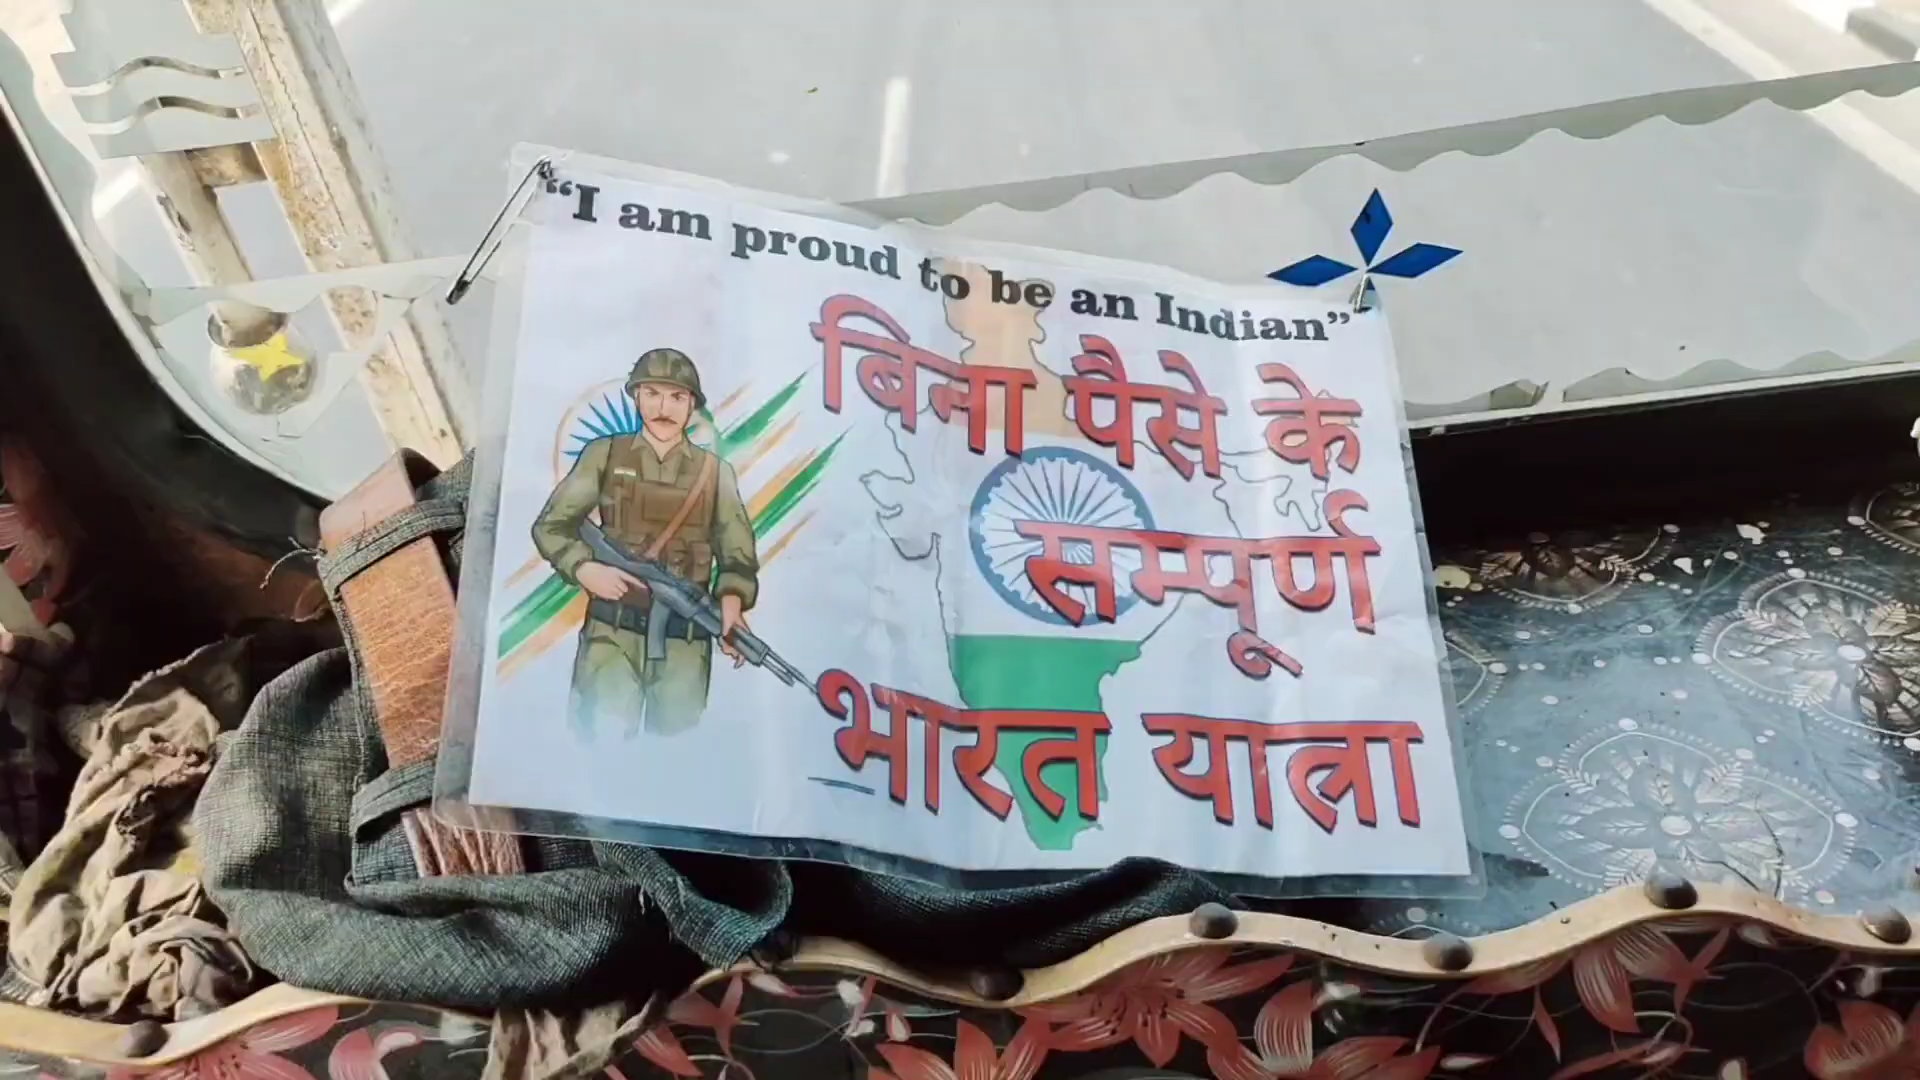 “I am proud to be an Indian”
बिना पैसे के
सम्पूर्ण
भारत यात्रा